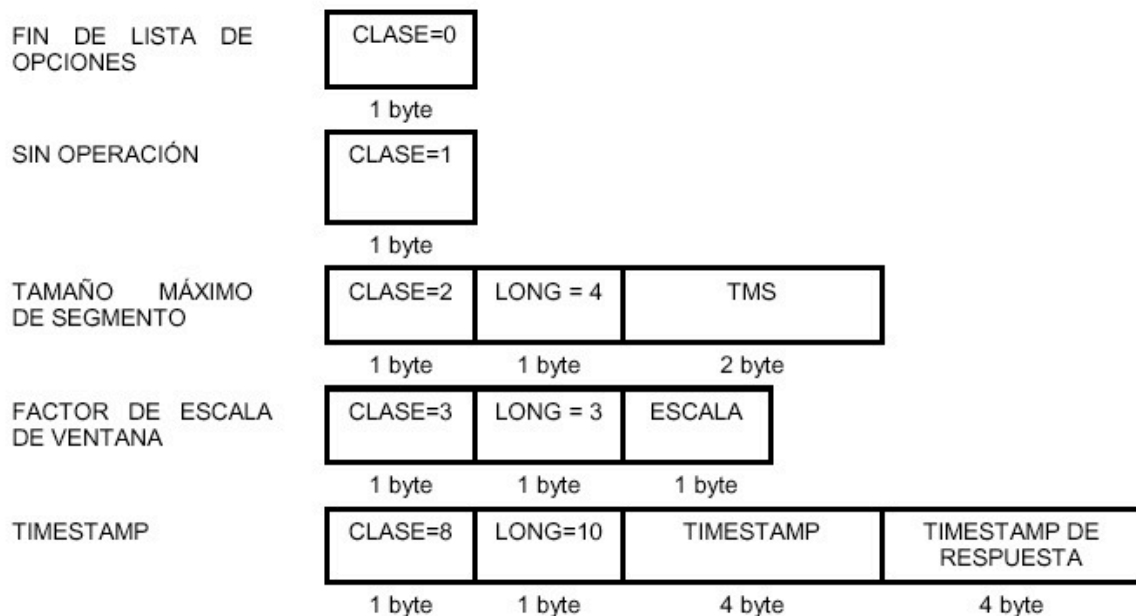 FIN DE LISTA DE
OPCIONES
CLASE=0
1 byte
SIN OPERACIÓN
CLASE=1
1 byte
TAMAÑO MÁXIMO
DE SEGMENTO
CLASE=2
LONG = 4
TMS
1 byte
1 byte
2 byte
FACTOR DE ESCALA
DE VENTANA
CLASE=3
LONG = 3
ESCALA
1 byte
1 byte
1 byte
TIMESTAMP
CLASE=8
LONG=10
TIMESTAMP
TIMESTAMP DE
RESPUESTA
1 byte
1 byte
4 byte
4 byte